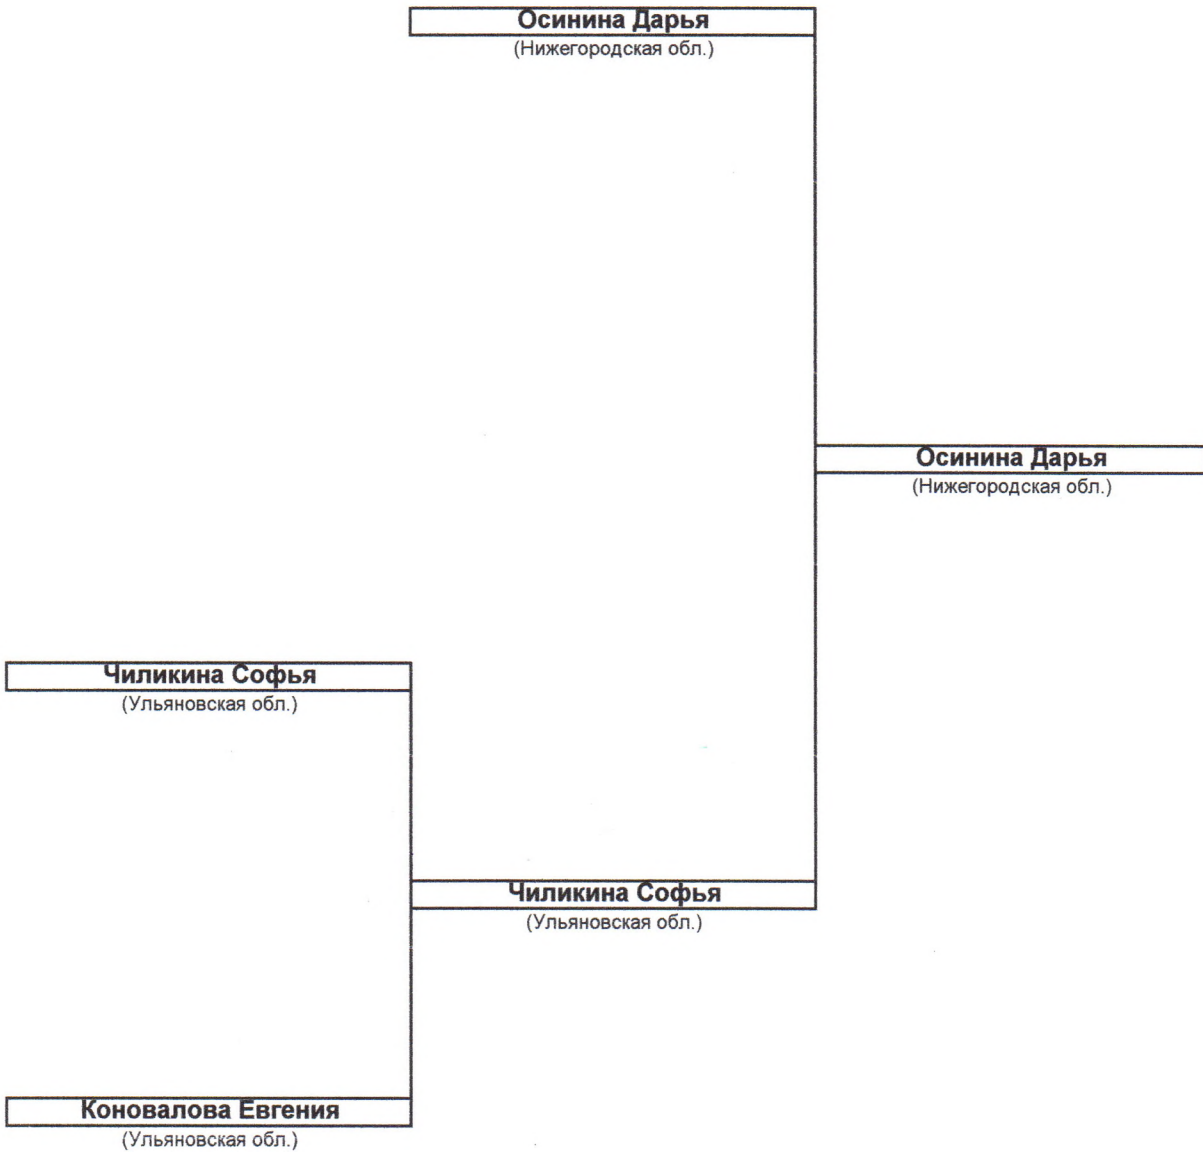 Осинина Дарья
(Нижегородская обл.)
Осинина Дарья
(Нижегородская обл.)
Чиликина Софья
(Ульяновская обл.)
Чиликина Софья
(Ульяновская обл.)
Коновалова Евгения
(Ульяновская обл.)